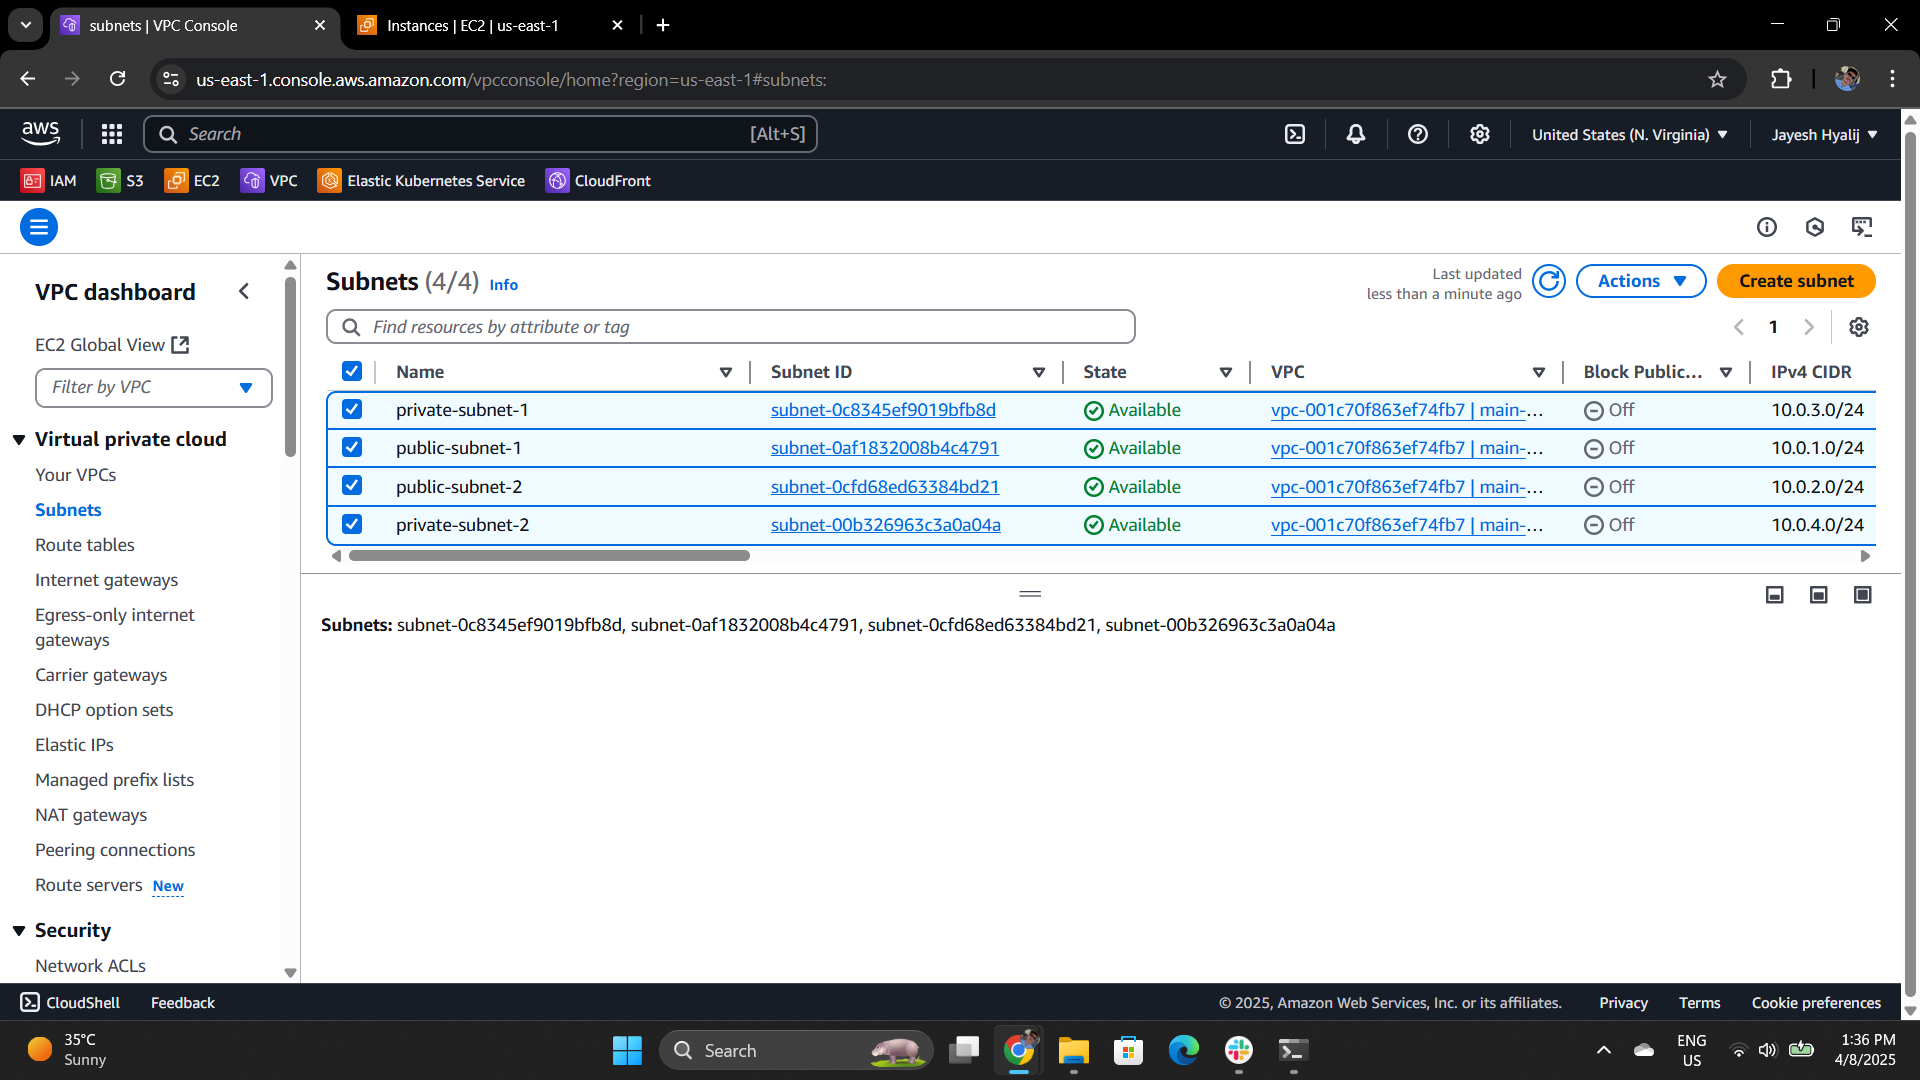 subnets | VPC Console
Instances | EC2 | us-east-1
us-east-1.console.aws.amazon.com/vpcconsole/home?region=us-east-1#subnets:
aws
Search
[Alt+S]
United States (N. Virginia)
Jayesh Hyalij
IAM
S3
EC2
VPC
Elastic Kubernetes Service
CloudFront
VPC dashboard
EC2 Global View
Filter by VPC
Virtual private cloud
Your VPCs
Subnets
Route tables
Internet gateways
Egress-only internet
gateways
Carrier gateways
DHCP option sets
Elastic IPs
Managed prefix lists
NAT gateways
Peering connections
Route servers New
Security
Network ACLs
Subnets (4/4) Info
Last updated
less than a minute ago
Actions
Create subnet
Find resources by attribute or tag
1
Name Subnet ID State VPC Block Public... IPv4 CIDR
private-subnet-1 subnet-0c8345ef9019bfb8d Available vpc-001c70f863ef74fb7 | main-... Off 10.0.3.0/24
public-subnet-1 subnet-0af1832008b4c4791 Available vpc-001c70f863ef74fb7 | main-... Off 10.0.1.0/24
public-subnet-2 subnet-0cfd68ed63384bd21 Available vpc-001c70f863ef74fb7 | main-... Off 10.0.2.0/24
private-subnet-2 subnet-00b326963c3a0a04a Available vpc-001c70f863ef74fb7 | main-... Off 10.0.4.0/24
Subnets: subnet-0c8345ef9019bfb8d, subnet-0af1832008b4c4791, subnet-0cfd68ed63384bd21, subnet-00b326963c3a0a04a
CloudShell
Feedback
© 2025, Amazon Web Services, Inc. or its affiliates.
Privacy
Terms
Cookie preferences
35°C
Sunny
Search
ENG
US
1:36 PM
4/8/2025